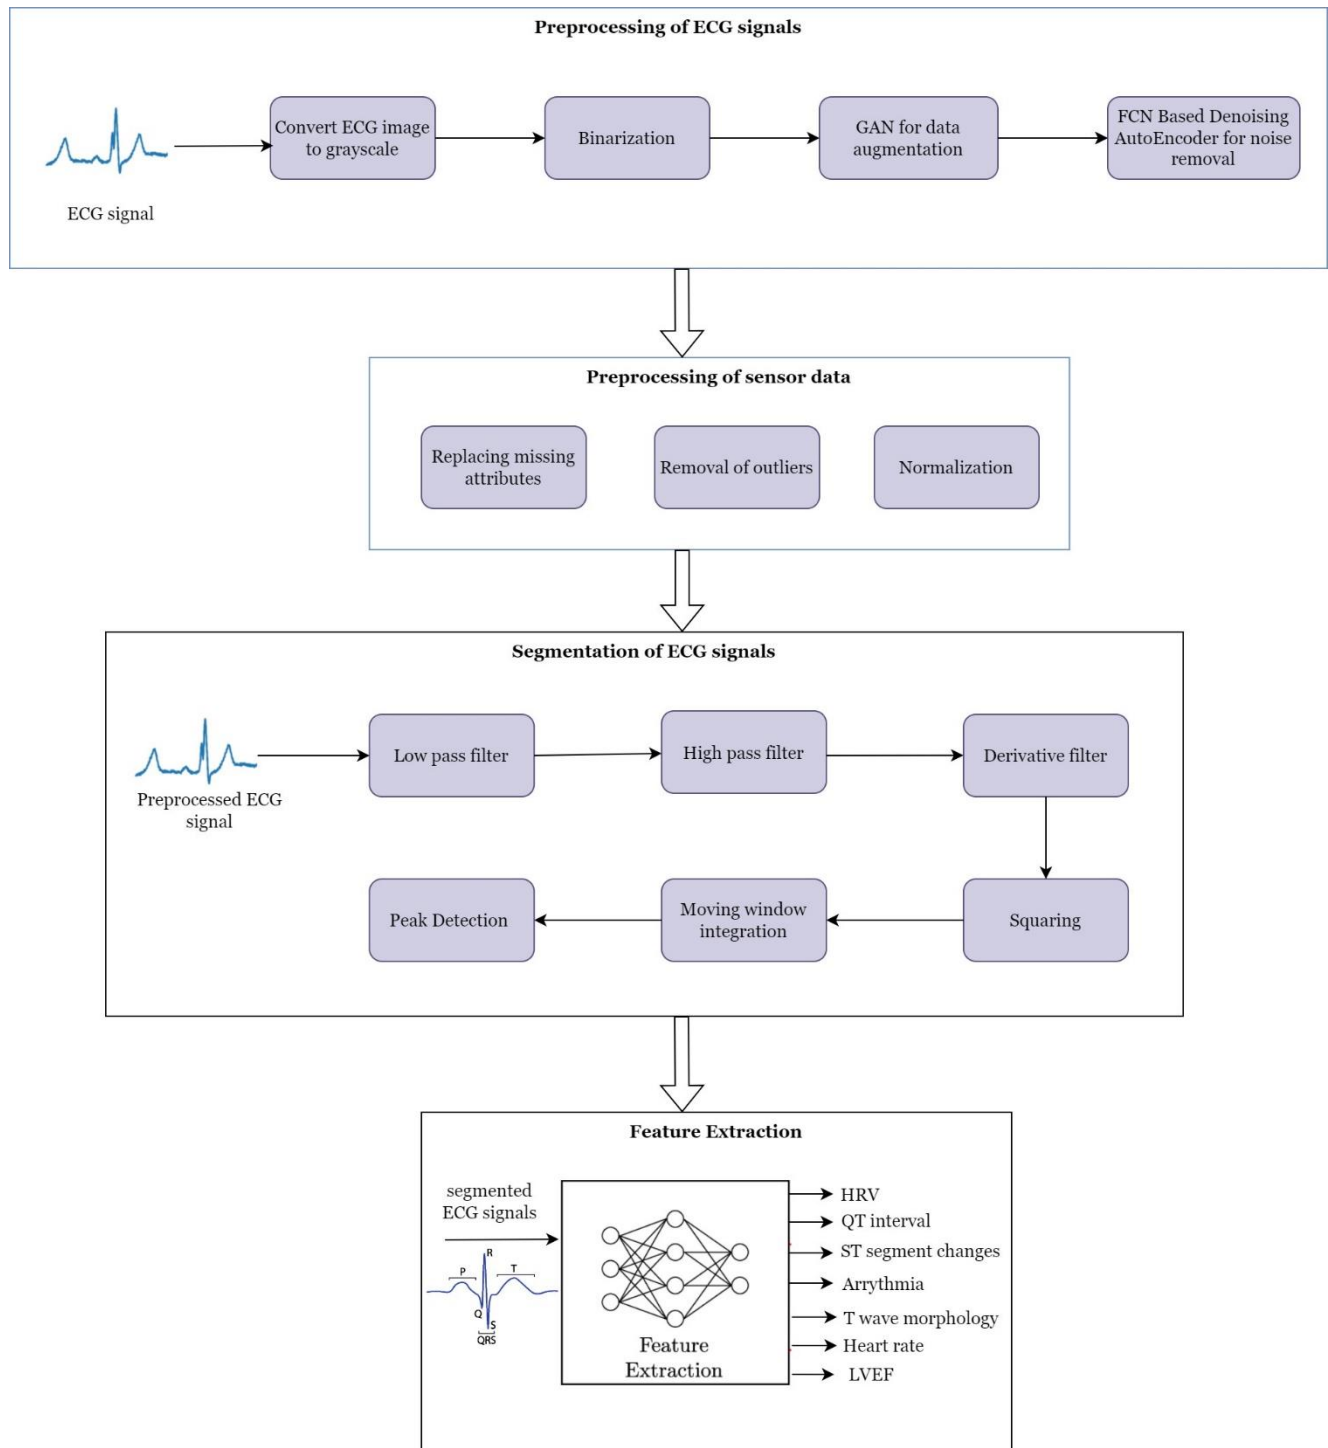 Preprocessing of ECG signals
ECG signal
Convert ECG image
to grayscale
Binarization
GAN for data
augmentation
FCN Based Denoising
AutoEncoder for noise
removal
Preprocessing of sensor data
Replacing missing
attributes
Removal of outliers
Normalization
Segmentation of ECG signals
Preprocessed ECG
signal
Low pass filter
High pass filter
Derivative filter
Squaring
Moving window
integration
Peak Detection
Feature Extraction
segmented
ECG signals
P
R
T
Q
S
QRS
Feature
Extraction
HRV
QT interval
ST segment changes
Arrythmia
T wave morphology
Heart rate
LVEF